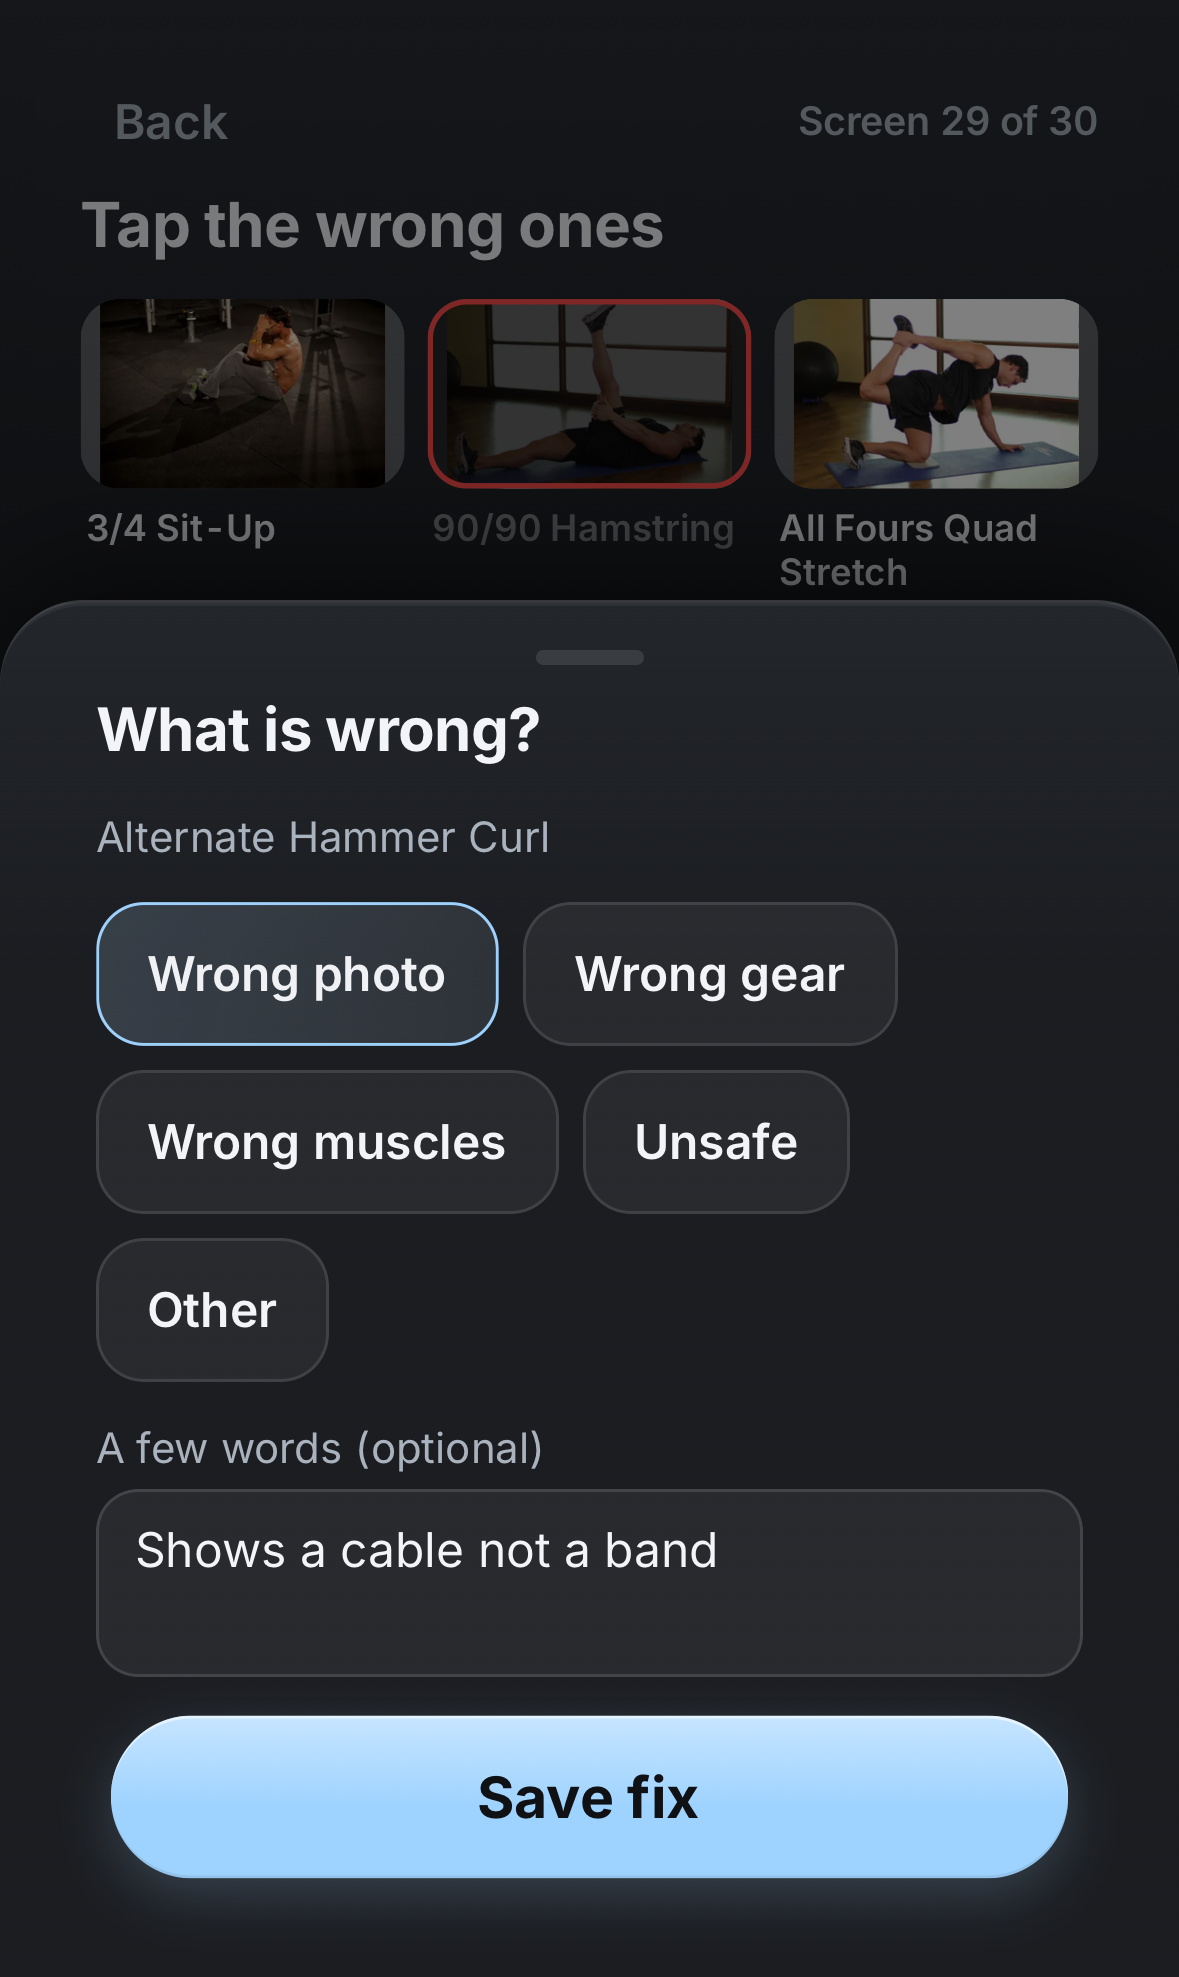 Back
Screen 29 of 30
Tap the wrong ones
3/4 Sit-Up
90/90 Hamstring
All Fours Quad
Stretch
What is wrong?
Alternate Hammer Curl
Wrong photo
Wrong gear
Wrong muscles
Unsafe
Other
A few words (optional)
Shows a cable not a band
Save fix